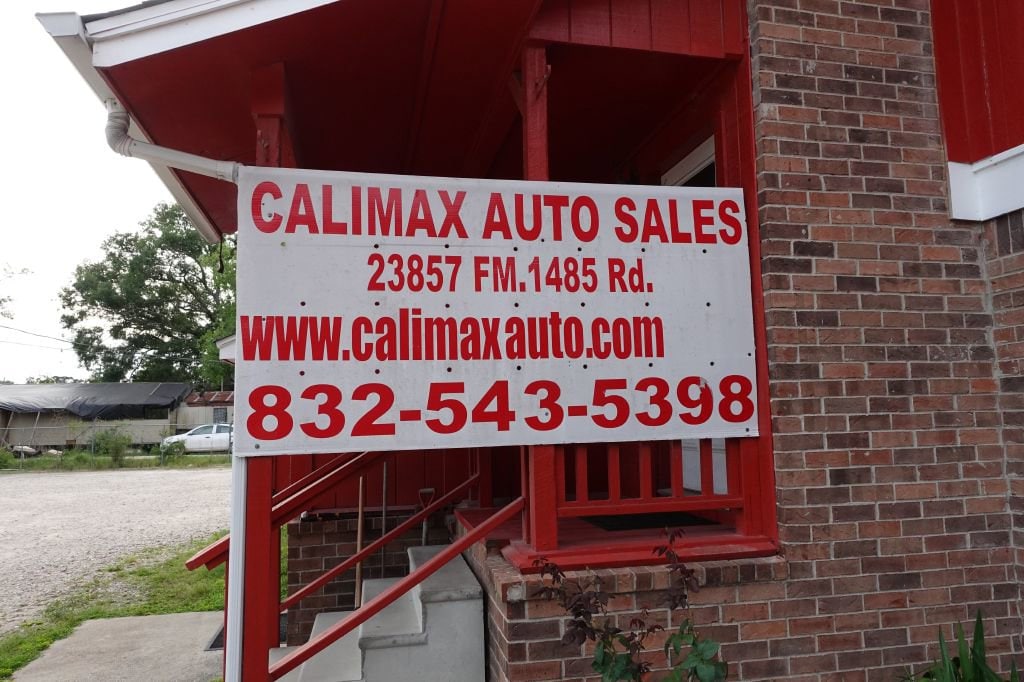 CALIMAX AUTO SALES
23857 FM.1485 Rd.
www.calimaxauto.com
832-543-5398